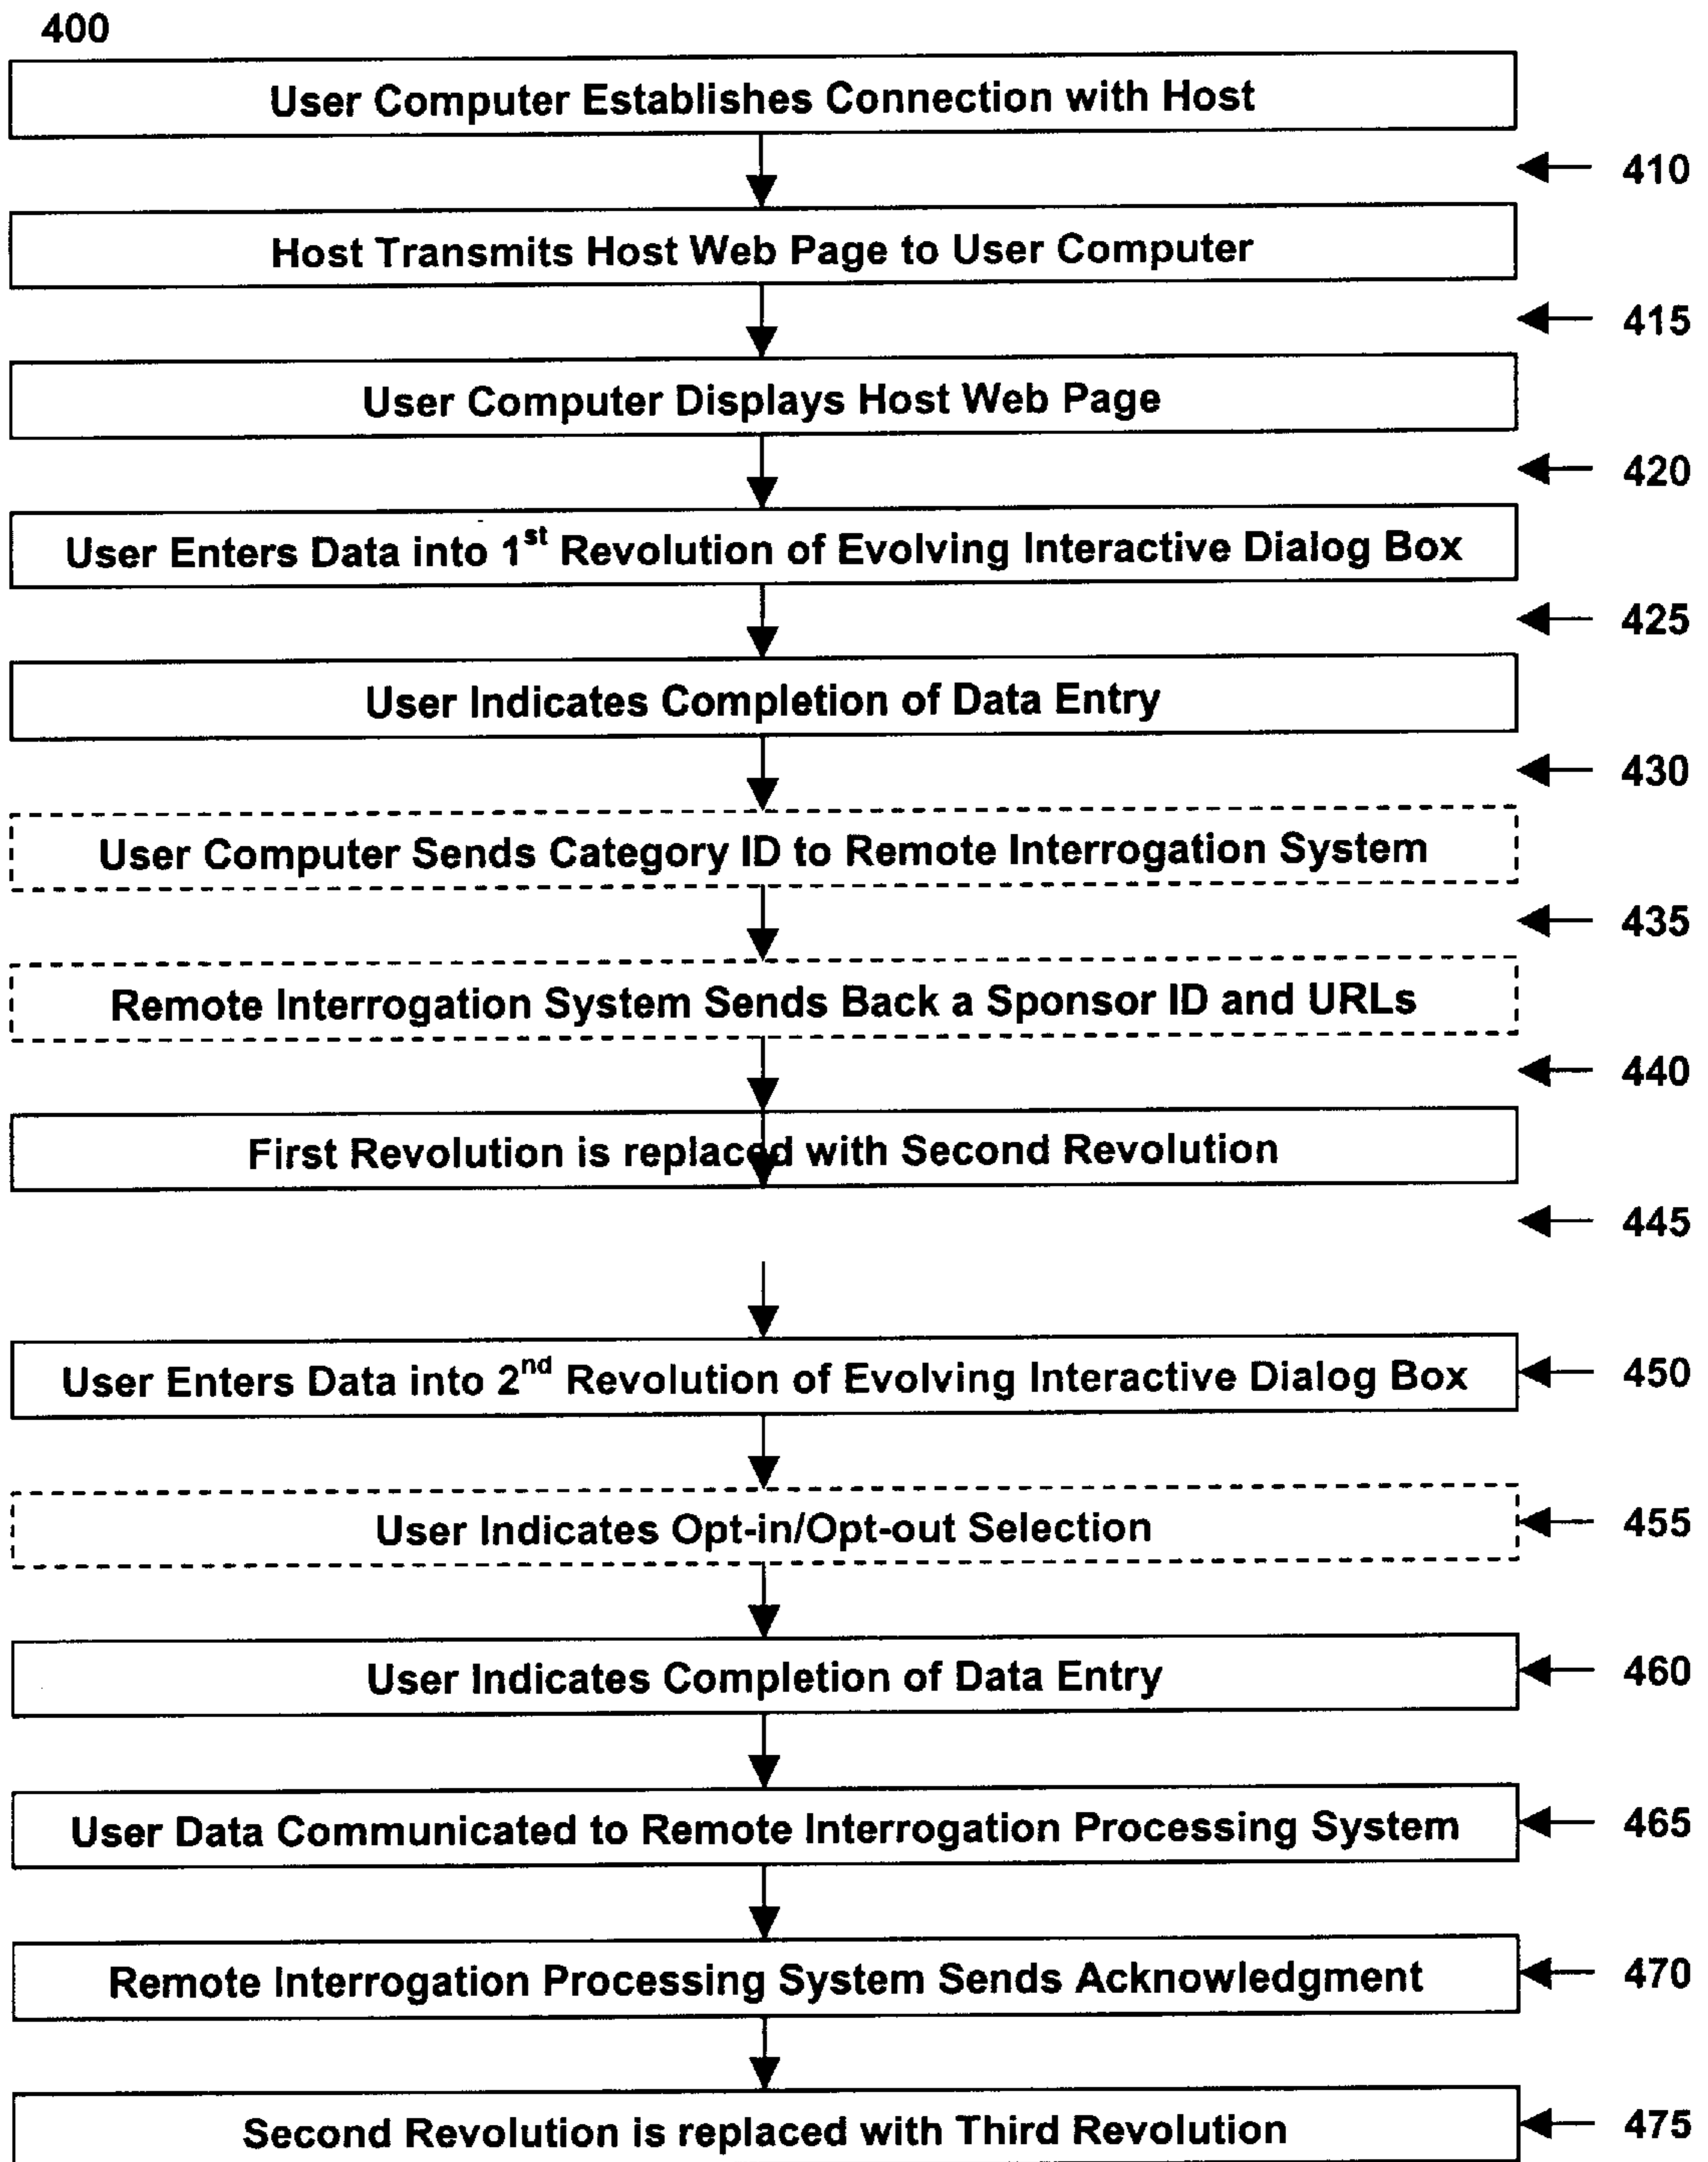 400
User Computer Establishes Connection with Host
410
Host Transmits Host Web Page to User Computer
415
User Computer Displays Host Web Page
420
User Enters Data into 1st Revolution of Evolving Interactive Dialog Box
425
User Indicates Completion of Data Entry
430
User Computer Sends Category ID to Remote Interrogation System
435
Remote Interrogation System Sends Back a Sponsor ID and URLs
440
First Revolution is replaced with Second Revolution
445
User Enters Data into 2nd Revolution of Evolving Interactive Dialog Box
450
User Indicates Opt-in/Opt-out Selection
455
User Indicates Completion of Data Entry
460
User Data Communicated to Remote Interrogation Processing System
465
Remote Interrogation Processing System Sends Acknowledgment
470
Second Revolution is replaced with Third Revolution
475